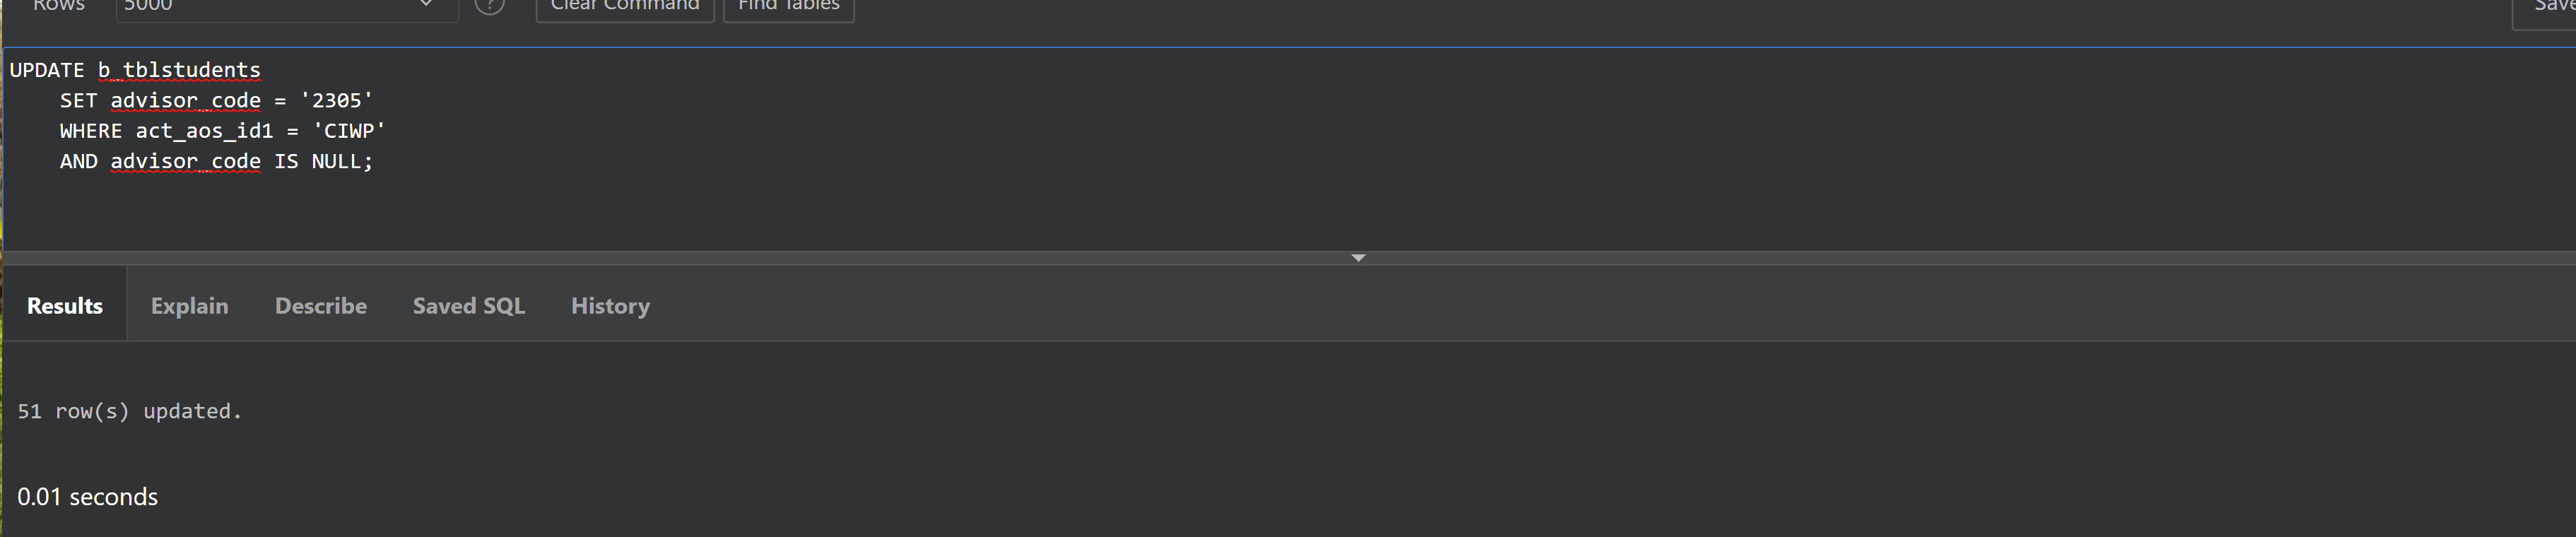 Rows 5000 ? Clear Command Find Tables Save
UPDATE b_tblstudents
SET advisor_code = '2305'
WHERE act_aos_id1 = 'CIWP'
AND advisor_code IS NULL;
Results Explain Describe Saved SQL History
51 row(s) updated.
0.01 seconds